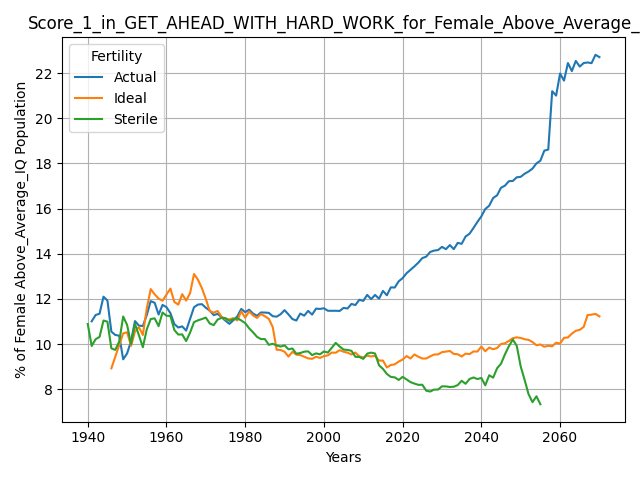 Score_1_in_GET_AHEAD_WITH_HARD_WORK_for_Female_Above_Average_
Fertility
Actual
Ideal
Sterile
% of Female Above_Average_IQ Population
22
20
18
16
14
12
10
8
1940 1960 1980 2000 2020 2040 2060
Years